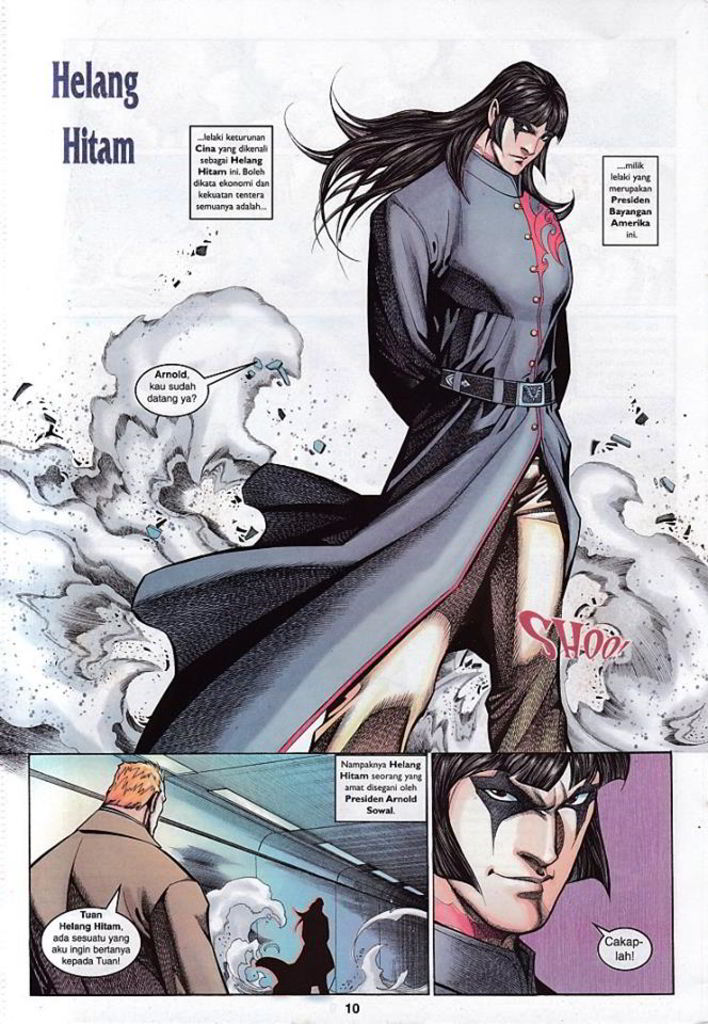 Helang
Hitam
...lelaki keturunan
Cina yang dikenali
sebagai Helang
Hitam ini. Boleh
dikata ekonomi dan
kekuatan tentera
semuanya adalah...
....milik
lelaki yang
merupakan
Presiden
Bayangan
Amerika
ini.
Arnold,
kau sudah
datang ya?
SHOO!
Nampaknya Helang
Hitam seorang yang
amat disegani oleh
Presiden Arnold
Sowal.
Tuan
Helang Hitam,
ada sesuatu yang
aku ingin bertanya
kepada Tuan!
Cakap-
lah!
10